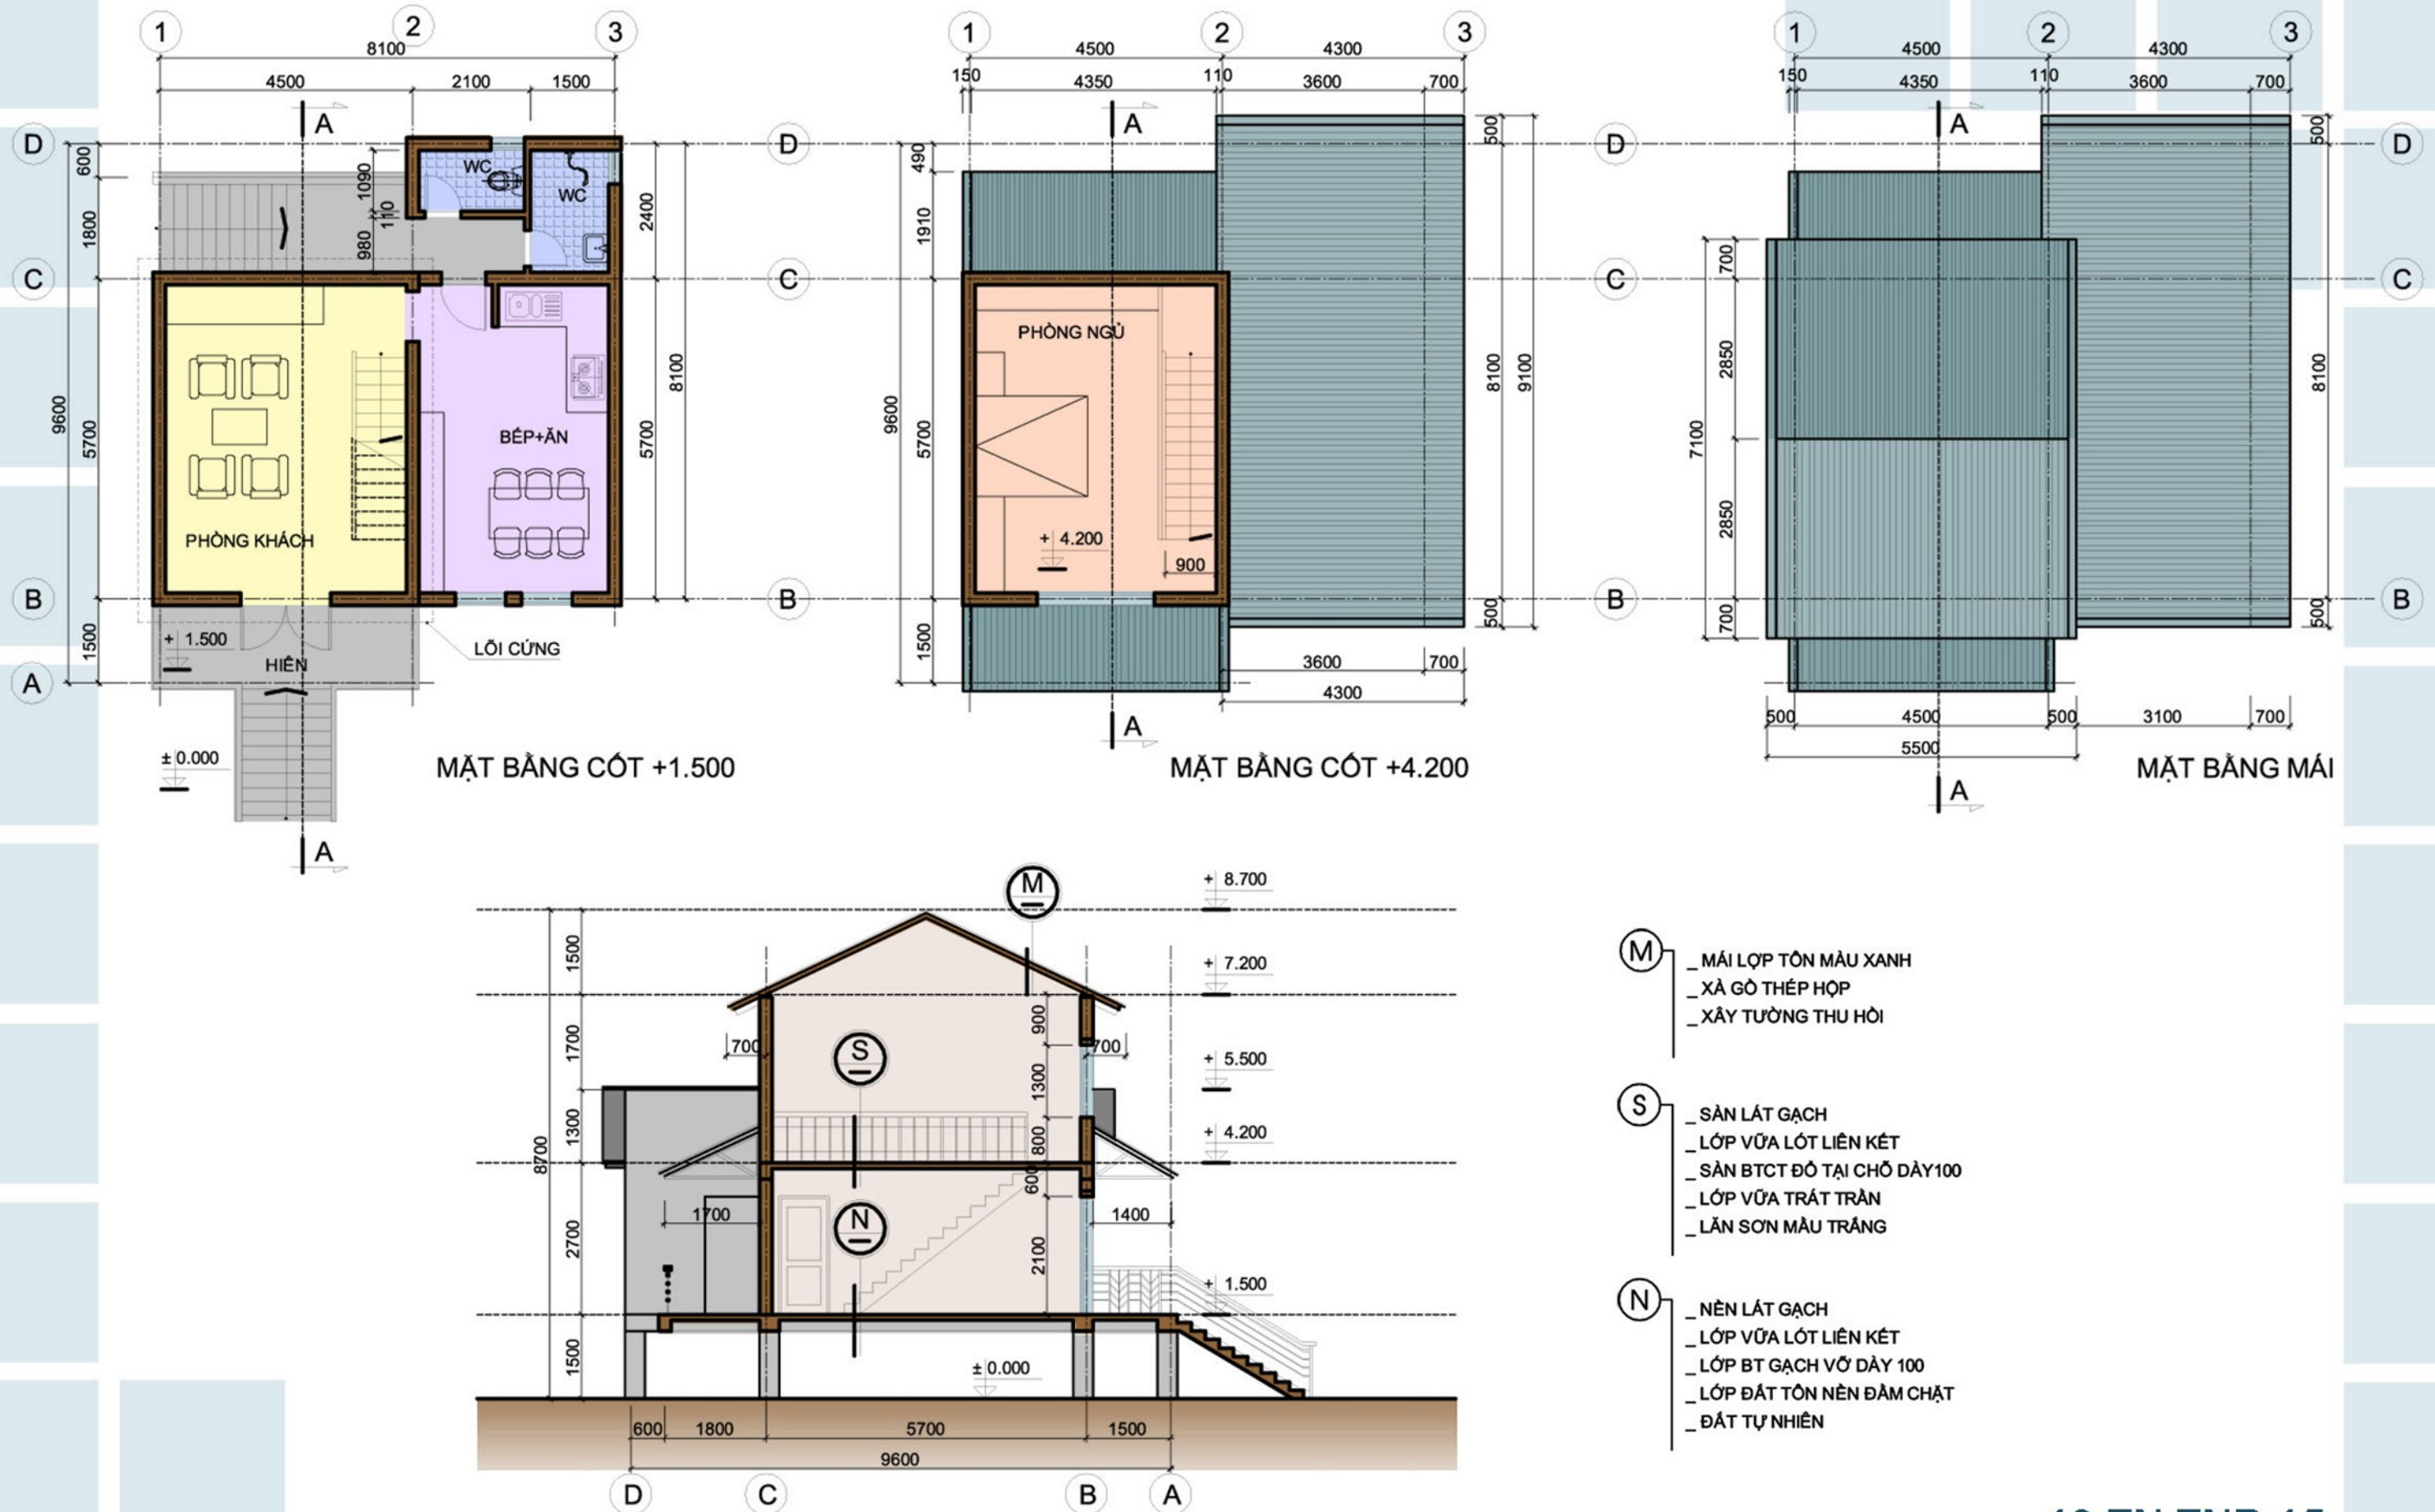 1 2 3
8100
4500 2100 1500
A
D
600
1090
WC
WC
110
1800
980
2400
C
9600
5700
BẾP+ĂN
8100
5700
PHÒNG KHÁCH
B
1500
+ 1.500
HIÊN
LÕI CỨNG
A
± 0.000
MẶT BẰNG CỐT +1.500
A
1 2 3
4500 4300
150 4350 110 3600 700
A
D
490
500
1910
C
PHÒNG NGỦ
9600
5700
8100
9100
+ 4.200
900
B
500
1500
3600 700
4300
A
MẶT BẰNG CỐT +4.200
1 2 3
4500 4300
150 4350 110 3600 700
A
D D
500
700
C C
2850
8100
7100
2850
B B
700
500
500 4500 500 3100 700
5500
MẶT BẰNG MÁI
A
M
+ 8.700
1500
+ 7.200
900
1700
700 700
S
+ 5.500
1300
1300
8700
800
+ 4.200
600
1700
N
1400
2700
2100
+ 1.500
1500
± 0.000
600 1800 5700 1500
9600
D C B A
M
_ MÁI LỢP TÔN MÀU XANH
_ XÀ GỒ THÉP HỘP
_ XÂY TƯỜNG THU HỒI
S
_ SÀN LÁT GẠCH
_ LỚP VỮA LÓT LIÊN KẾT
_ SÀN BTCT ĐỔ TẠI CHỖ DÀY100
_ LỚP VỮA TRÁT TRẦN
_ LĂN SƠN MẦU TRẮNG
N
_ NỀN LÁT GẠCH
_ LỚP VỮA LÓT LIÊN KẾT
_ LỚP BT GẠCH VỠ DÀY 100
_ LỚP ĐẤT TÔN NỀN ĐẦM CHẶT
_ ĐẤT TỰ NHIÊN